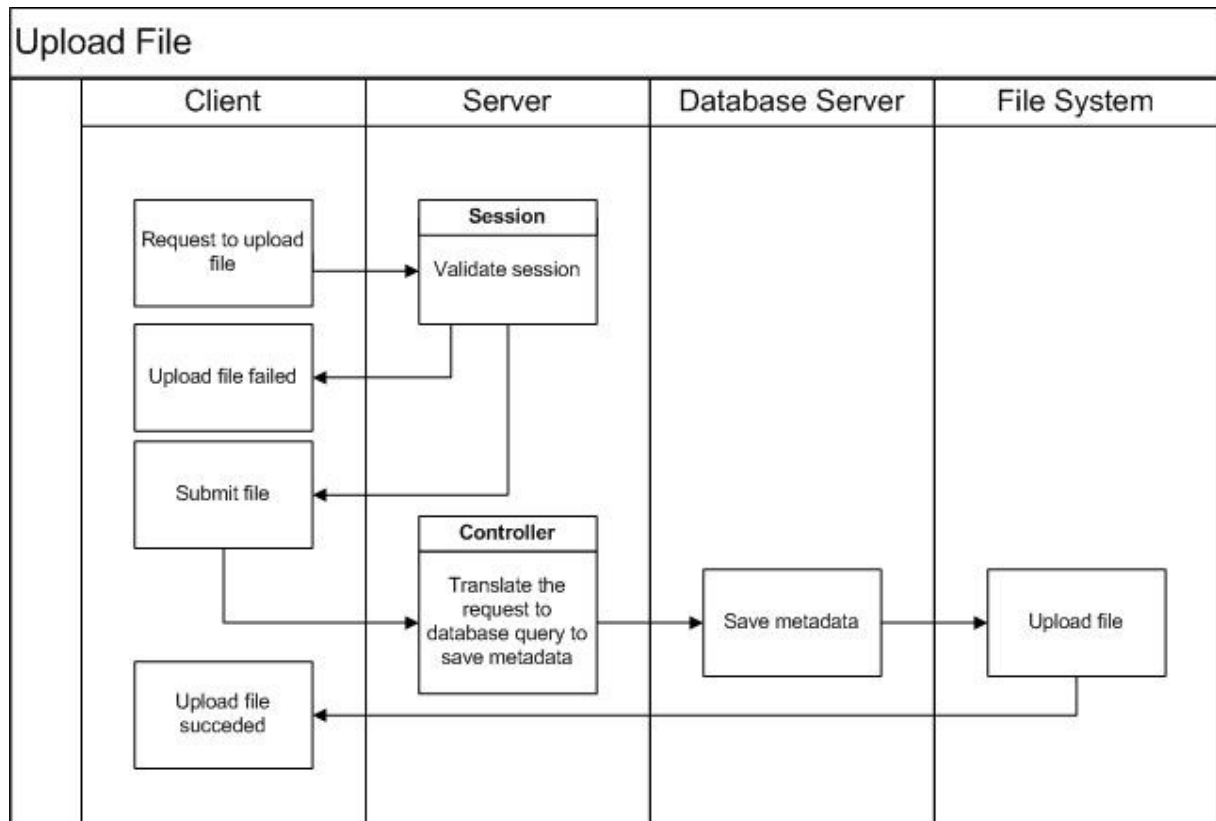 Upload File
Client
Server
Database Server
File System
Request to upload
file
Session
Validate session
Upload file failed
Submit file
Controller
Translate the
request to
database query to
save metadata
Save metadata
Upload file
Upload file
succeded